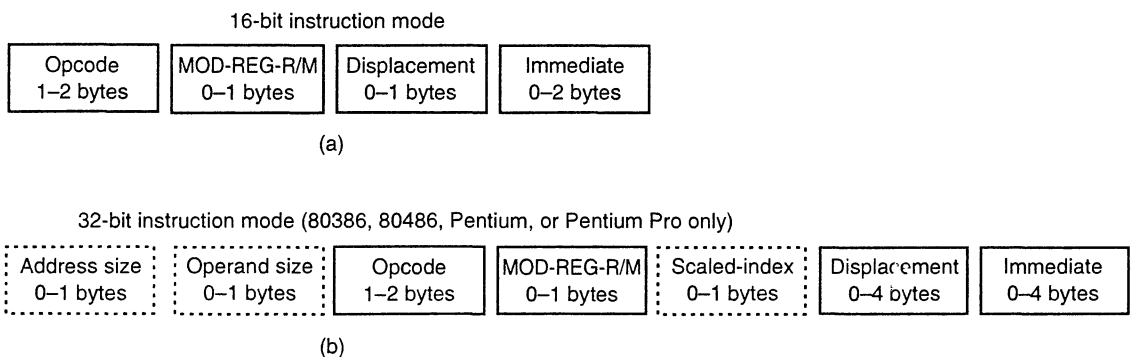 16-bit instruction mode
Opcode MOD-REG-R/M Displacement Immediate
1–2 bytes 0–1 bytes 0–1 bytes 0–2 bytes
(a)
32-bit instruction mode (80386, 80486, Pentium, or Pentium Pro only)
Address size Operand size Opcode MOD-REG-R/M Scaled-index Displacement Immediate
0–1 bytes 0–1 bytes 1–2 bytes 0–1 bytes 0–1 bytes 0–4 bytes 0–4 bytes
(b)